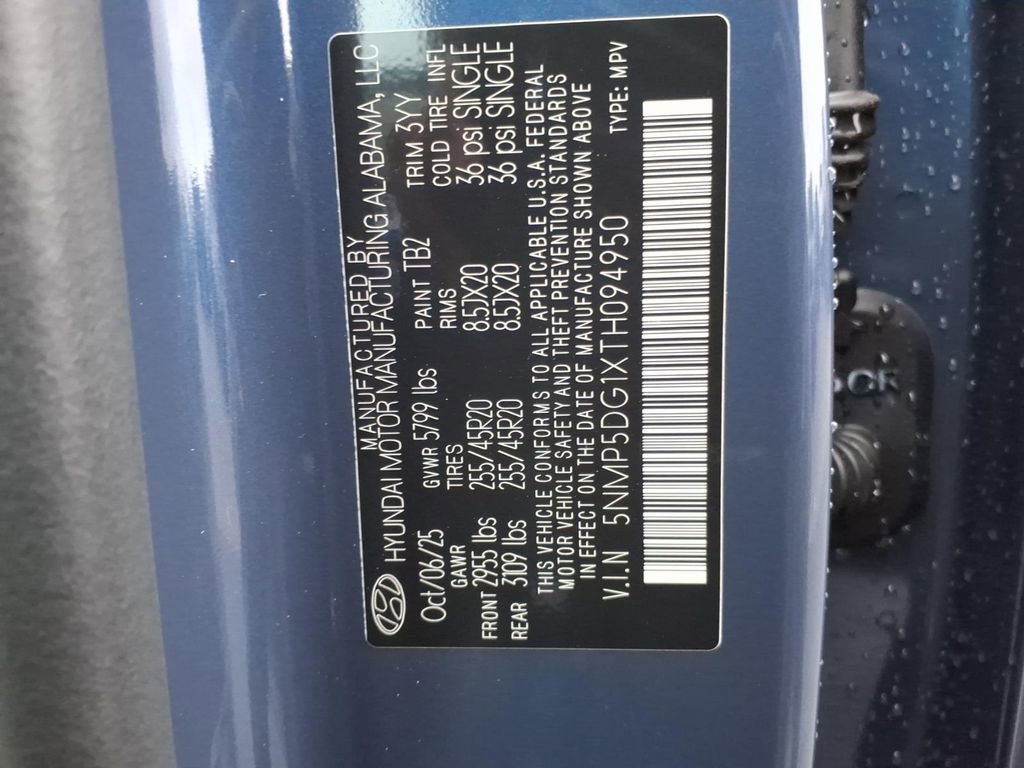 MANUFACTURED BY
HYUNDAI MOTOR MANUFACTURING ALABAMA, LLC
Oct/06/25 GVWR 5799 lbs PAINT TB2 TRIM 3YY
GAWR TIRES RIMS COLD TIRE INFL
FRONT 2955 lbs 255/45R20 8.5JX20 36 psi SINGLE
REAR 3109 lbs 255/45R20 8.5JX20 36 psi SINGLE
THIS VEHICLE CONFORMS TO ALL APPLICABLE U.S.A. FEDERAL
MOTOR VEHICLE SAFETY AND THEFT PREVENTION STANDARDS
IN EFFECT ON THE DATE OF MANUFACTURE SHOWN ABOVE
V.I.N 5NMP5DG1XTH094950 TYPE: MPV